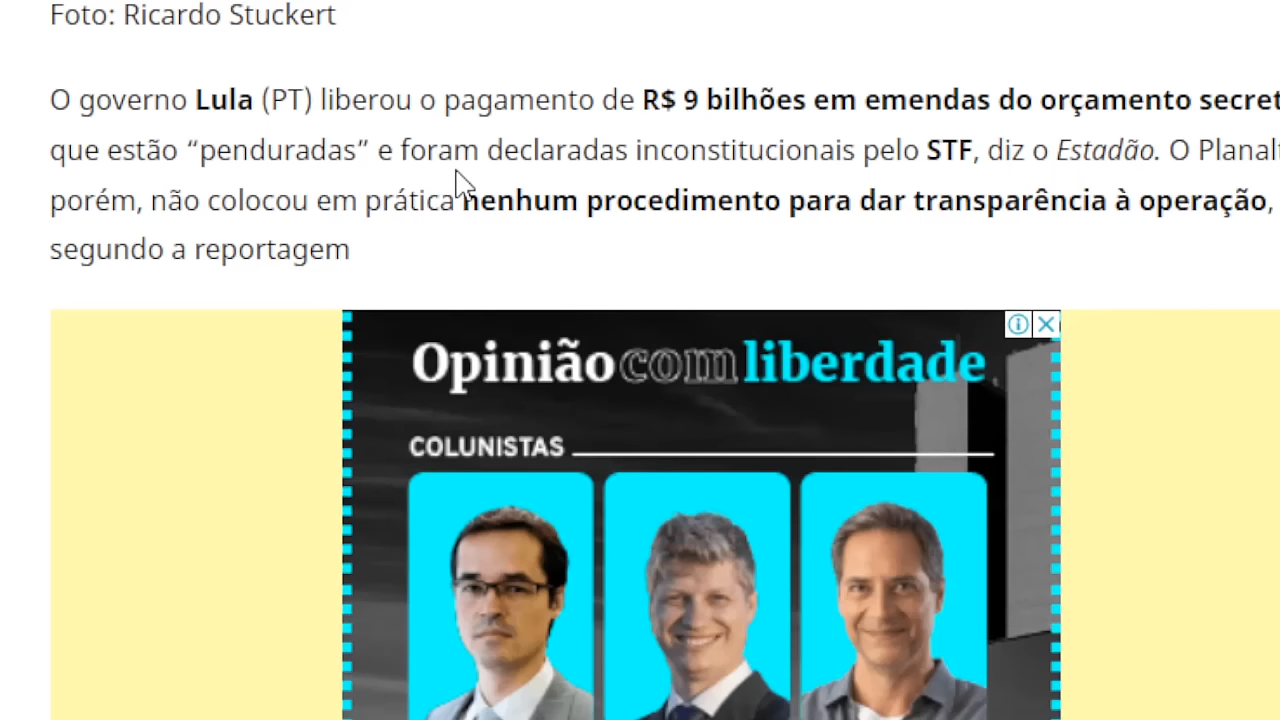 Foto: Ricardo Stuckert
O governo Lula (PT) liberou o pagamento de R$ 9 bilhões em emendas do orçamento secret
que estão “penduradas” e foram declaradas inconstitucionais pelo STF, diz o Estadão. O Planal
porém, não colocou em prática nenhum procedimento para dar transparência à operação,
segundo a reportagem
Opinião com liberdade
COLUNISTAS